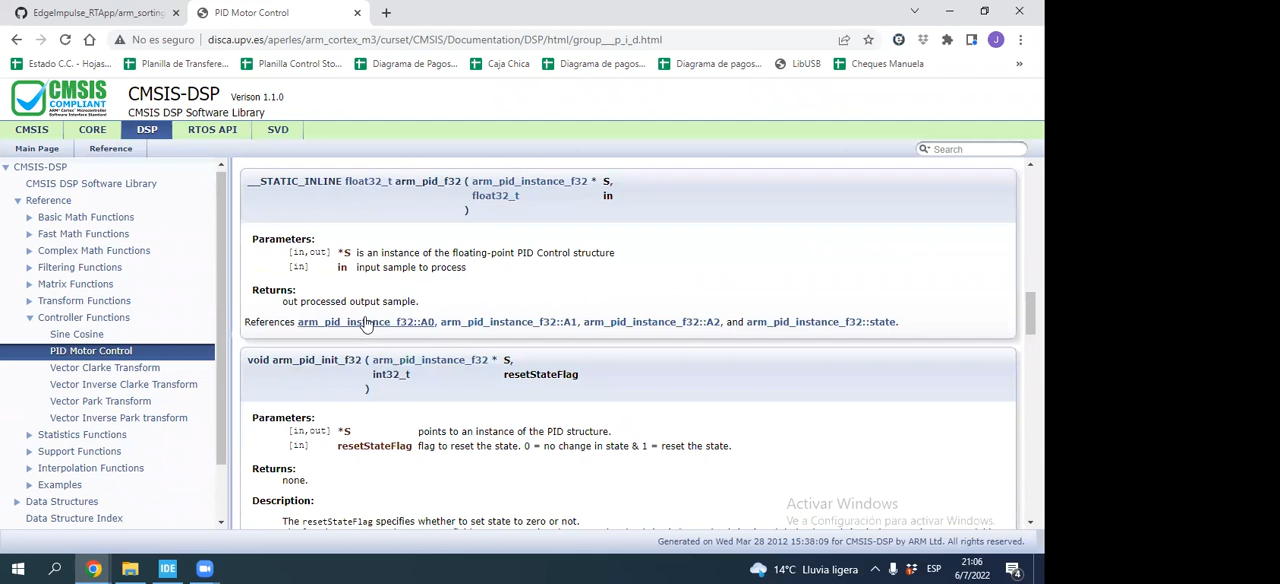 EdgeImpulse_RTApp/arm_sorting
PID Motor Control
No es seguro
disca.upv.es/aperles/arm_cortex_m3/curset/CMSIS/Documentation/DSP/html/group___p_i_d.html
J
Estado C.C. - Hojas...
Planilla de Transfere...
Planilla Control Sto...
Diagrama de Pagos...
Caja Chica
Diagrama de pagos...
Diagrama de pagos...
LibUSB
Cheques Manuela
»
CMSIS
COMPLIANT
CMSIS-DSP Verison 1.1.0
CMSIS DSP Software Library
CMSIS
CORE
DSP
RTOS API
SVD
Main Page
Reference
Search
CMSIS-DSP
CMSIS DSP Software Library
Reference
Basic Math Functions
Fast Math Functions
Complex Math Functions
Filtering Functions
Matrix Functions
Transform Functions
Controller Functions
Sine Cosine
PID Motor Control
Vector Clarke Transform
Vector Inverse Clarke Transform
Vector Park Transform
Vector Inverse Park transform
Statistics Functions
Support Functions
Interpolation Functions
Examples
Data Structures
Data Structure Index
__STATIC_INLINE float32_t arm_pid_f32 ( arm_pid_instance_f32 * S,
float32_t in
)
Parameters:
[in,out] *S is an instance of the floating-point PID Control structure
[in] in input sample to process
Returns:
out processed output sample.
References arm_pid_instance_f32::A0, arm_pid_instance_f32::A1, arm_pid_instance_f32::A2, and arm_pid_instance_f32::state.
void arm_pid_init_f32 ( arm_pid_instance_f32 * S,
int32_t resetStateFlag
)
Parameters:
[in,out] *S points to an instance of the PID structure.
[in] resetStateFlag flag to reset the state. 0 = no change in state & 1 = reset the state.
Returns:
none.
Description:
The resetStateFlag specifies whether to set state to zero or not.
Activar Windows
Ve a Configuración para activar Windows.
Generated on Wed Mar 28 2012 15:38:09 for CMSIS-DSP by ARM Ltd. All rights reserved.
IDE
14°C Lluvia ligera
ESP
21:06
6/7/2022
4